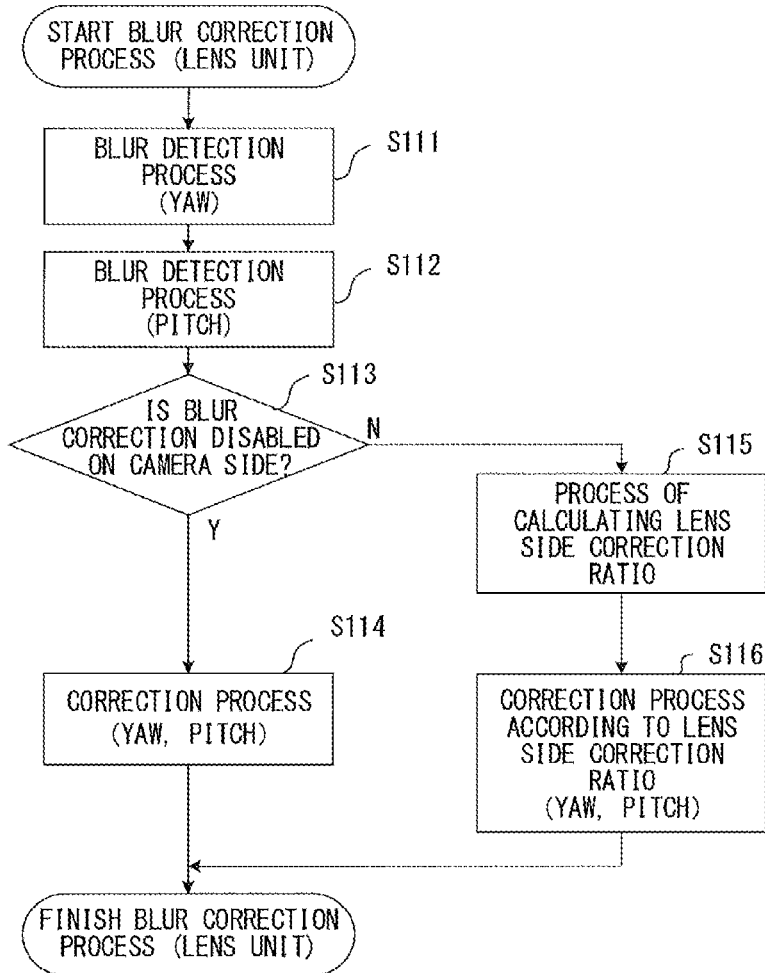 START BLUR CORRECTION
PROCESS (LENS UNIT)
S111
BLUR DETECTION
PROCESS
(YAW)
S112
BLUR DETECTION
PROCESS
(PITCH)
S113
IS BLUR
CORRECTION DISABLED
ON CAMERA SIDE?
N
Y
S115
PROCESS OF
CALCULATING LENS
SIDE CORRECTION
RATIO
S114
CORRECTION PROCESS
(YAW, PITCH)
S116
CORRECTION PROCESS
ACCORDING TO LENS
SIDE CORRECTION
RATIO
(YAW, PITCH)
FINISH BLUR CORRECTION
PROCESS (LENS UNIT)